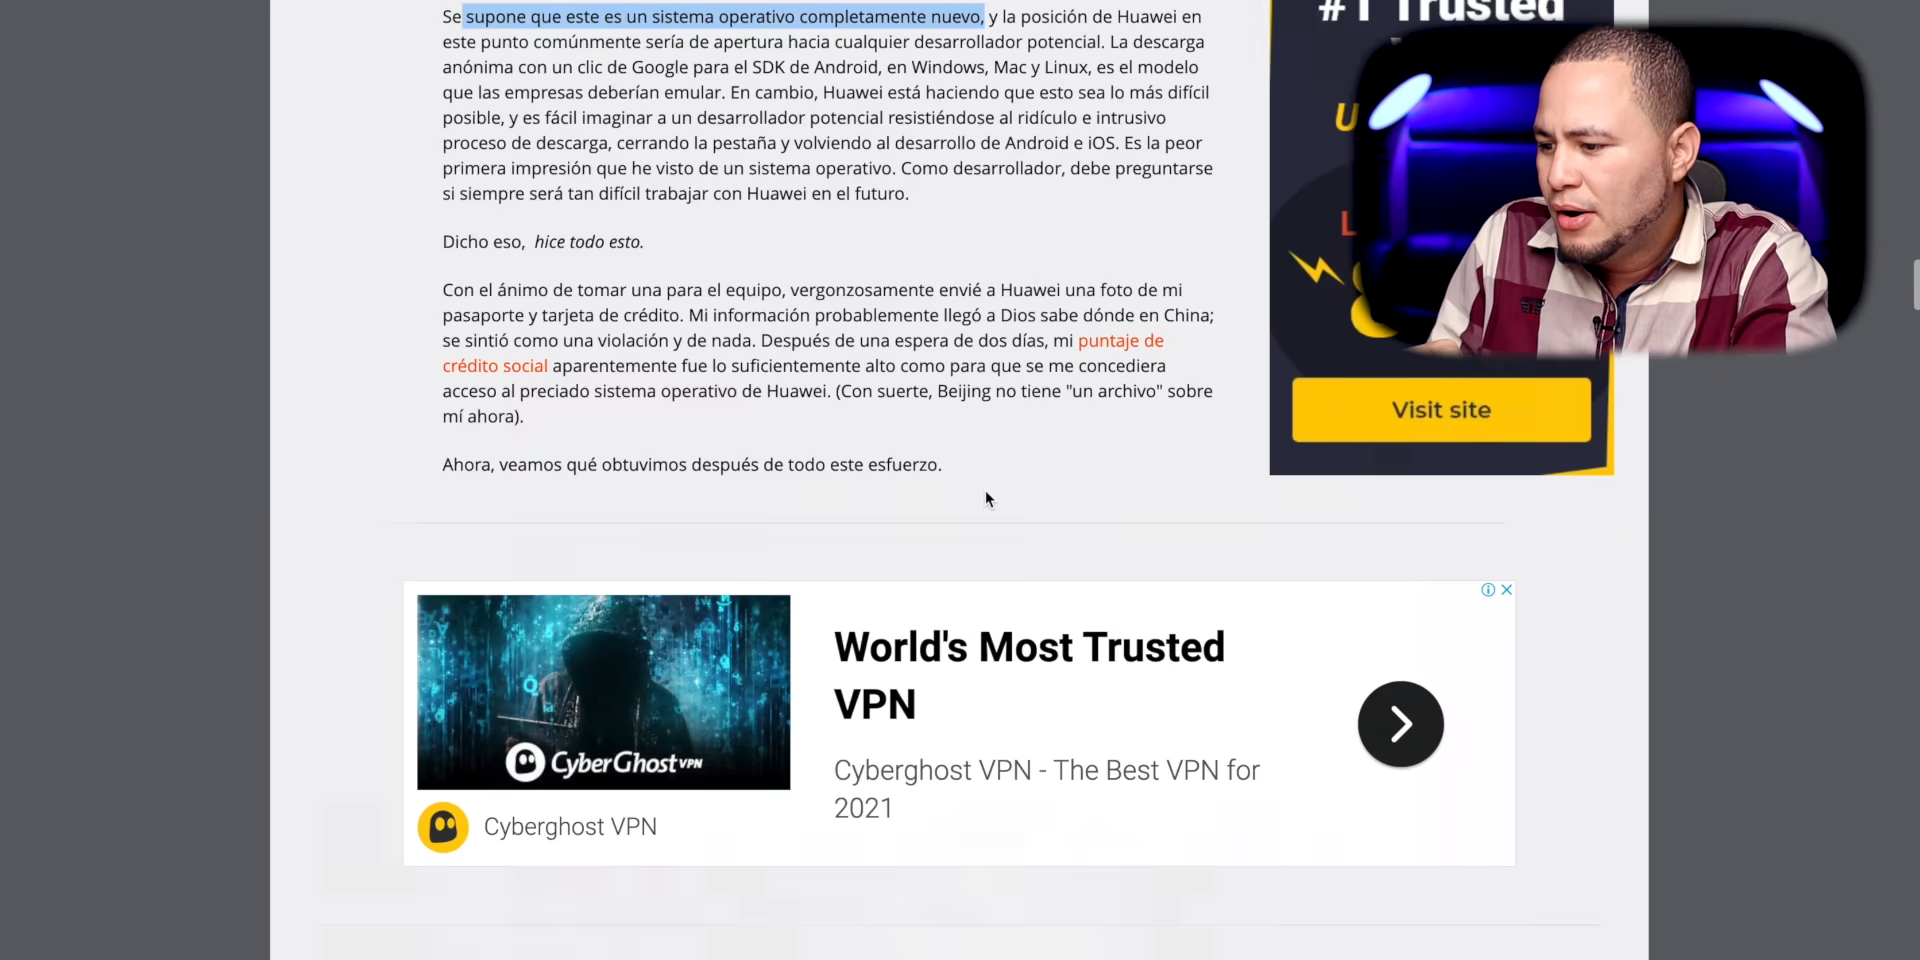 Se supone que este es un sistema operativo completamente nuevo, y la posición de Huawei en
este punto comúnmente sería de apertura hacia cualquier desarrollador potencial. La descarga
anónima con un clic de Google para el SDK de Android, en Windows, Mac y Linux, es el modelo
que las empresas deberían emular. En cambio, Huawei está haciendo que esto sea lo más difícil
posible, y es fácil imaginar a un desarrollador potencial resistiéndose al ridículo e intrusivo
proceso de descarga, cerrando la pestaña y volviendo al desarrollo de Android e iOS. Es la peor
primera impresión que he visto de un sistema operativo. Como desarrollador, debe preguntarse
si siempre será tan difícil trabajar con Huawei en el futuro.
Dicho eso, hice todo esto.
Con el ánimo de tomar una para el equipo, vergonzosamente envié a Huawei una foto de mi
pasaporte y tarjeta de crédito. Mi información probablemente llegó a Dios sabe dónde en China;
se sintió como una violación y de nada. Después de una espera de dos días, mi puntaje de
crédito social aparentemente fue lo suficientemente alto como para que se me concediera
acceso al preciado sistema operativo de Huawei. (Con suerte, Beijing no tiene "un archivo" sobre
mí ahora).
Ahora, veamos qué obtuvimos después de todo este esfuerzo.
#1 Trusted
U
L
Visit site
World's Most Trusted
VPN
Cyberghost VPN - The Best VPN for
2021
CyberGhost VPN
Cyberghost VPN